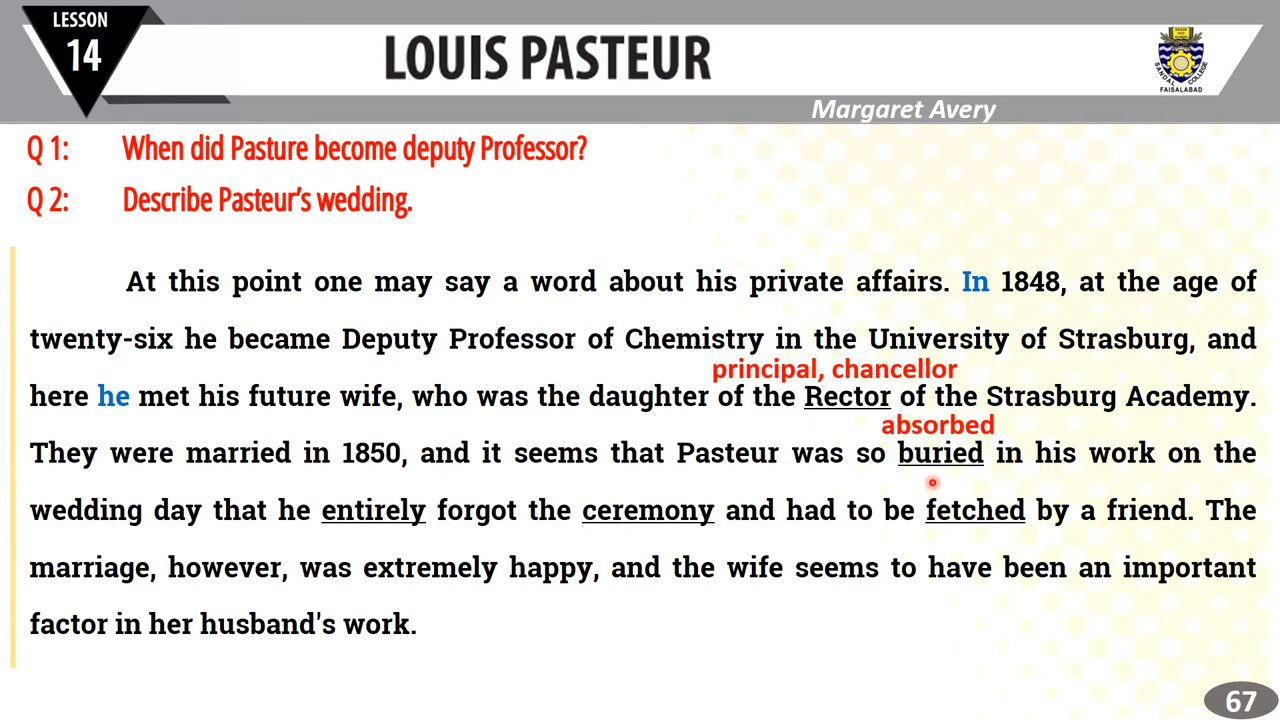 LESSON
14
LOUIS PASTEUR
SANDAL COLLEGE
FAISALABAD
Margaret Avery
Q 1: When did Pasture become deputy Professor?
Q 2: Describe Pasteur's wedding.
At this point one may say a word about his private affairs. In 1848, at the age of
twenty-six he became Deputy Professor of Chemistry in the University of Strasburg, and
principal, chancellor
here he met his future wife, who was the daughter of the Rector of the Strasburg Academy.
absorbed
They were married in 1850, and it seems that Pasteur was so buried in his work on the
wedding day that he entirely forgot the ceremony and had to be fetched by a friend. The
marriage, however, was extremely happy, and the wife seems to have been an important
factor in her husband's work.
67